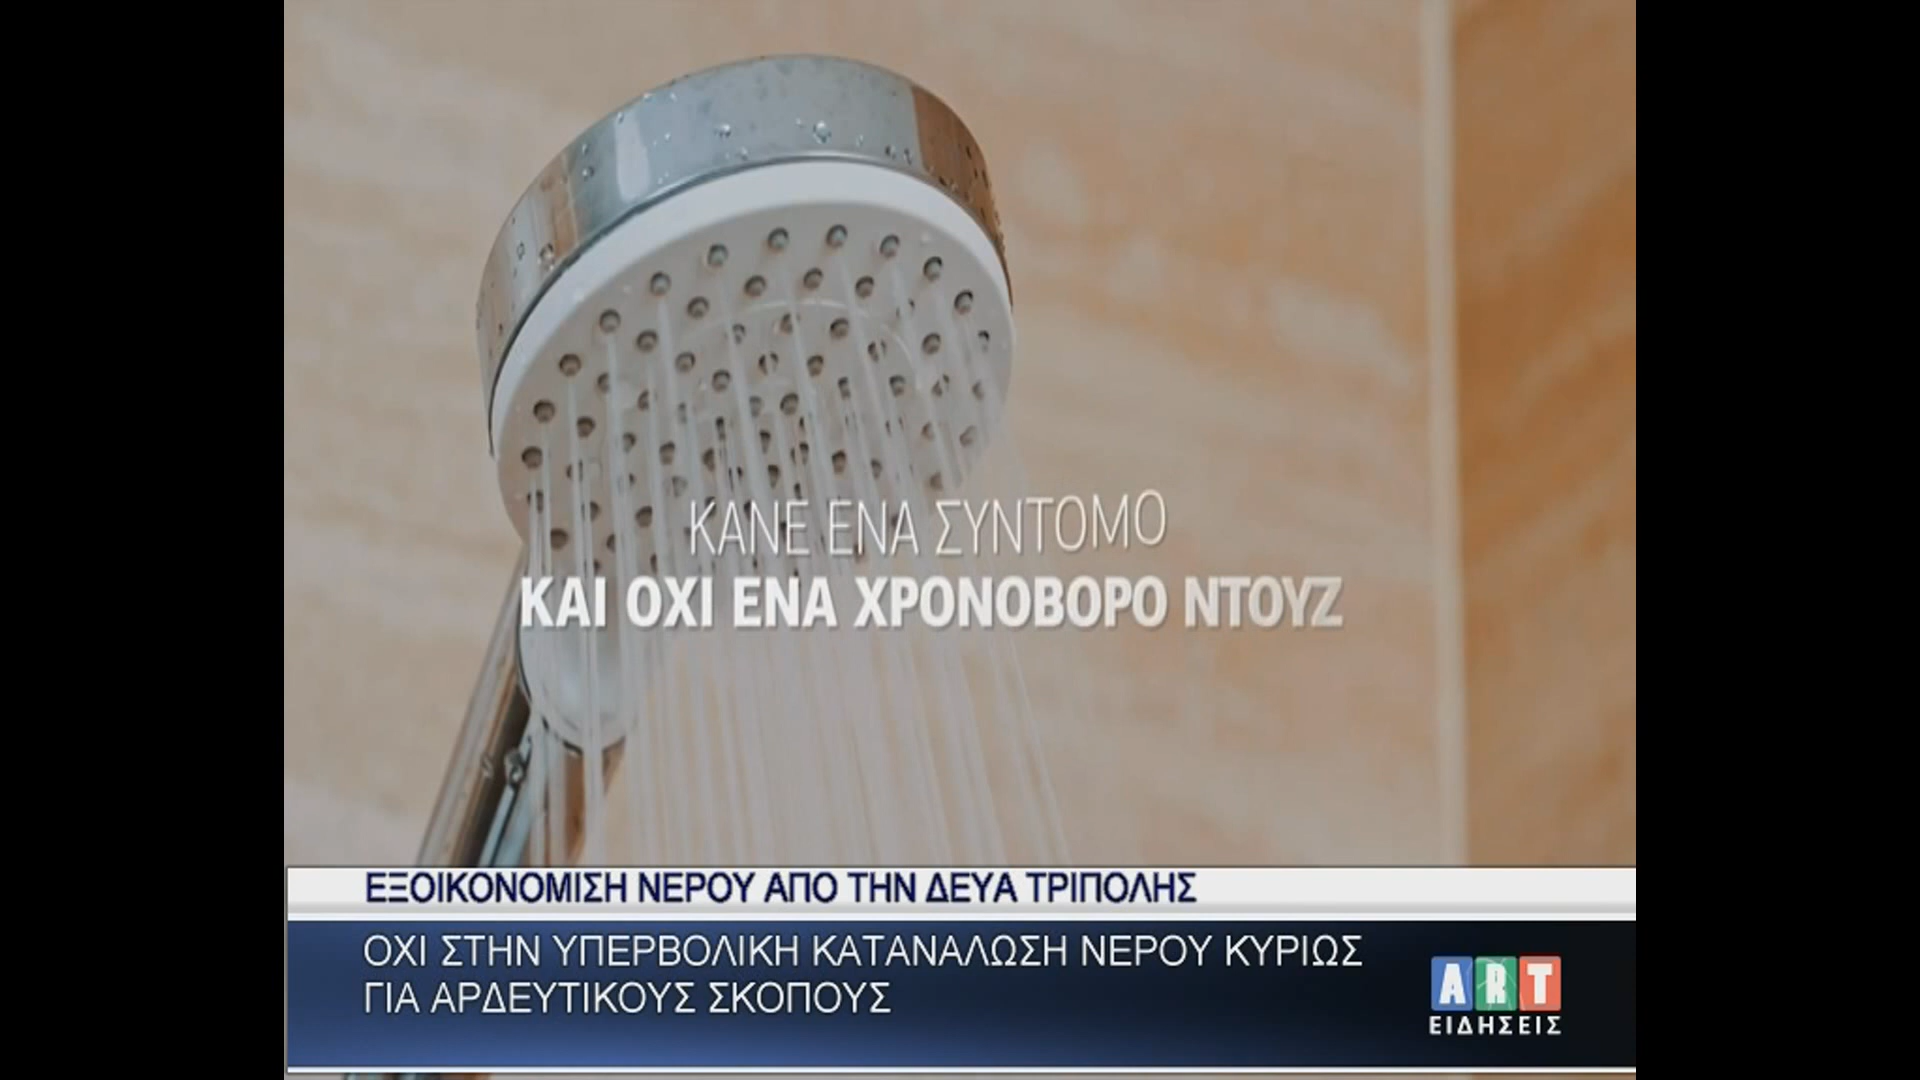 ΚΑΝΕ ΕΝΑ ΣΥΝΤΟΜΟ
ΚΑΙ ΟΧΙ ΕΝΑ ΧΡΟΝΟΒΟΡΟ ΝΤΟΥΖ
ΕΞΟΙΚΟΝΟΜΙΣΗ ΝΕΡΟΥ ΑΠΟ ΤΗΝ ΔΕΥΑ ΤΡΙΠΟΛΗΣ
ΟΧΙ ΣΤΗΝ ΥΠΕΡΒΟΛΙΚΗ ΚΑΤΑΝΑΛΩΣΗ ΝΕΡΟΥ ΚΥΡΙΩΣ
ΓΙΑ ΑΡΔΕΥΤΙΚΟΥΣ ΣΚΟΠΟΥΣ
ART
ΕΙΔΗΣΕΙΣ